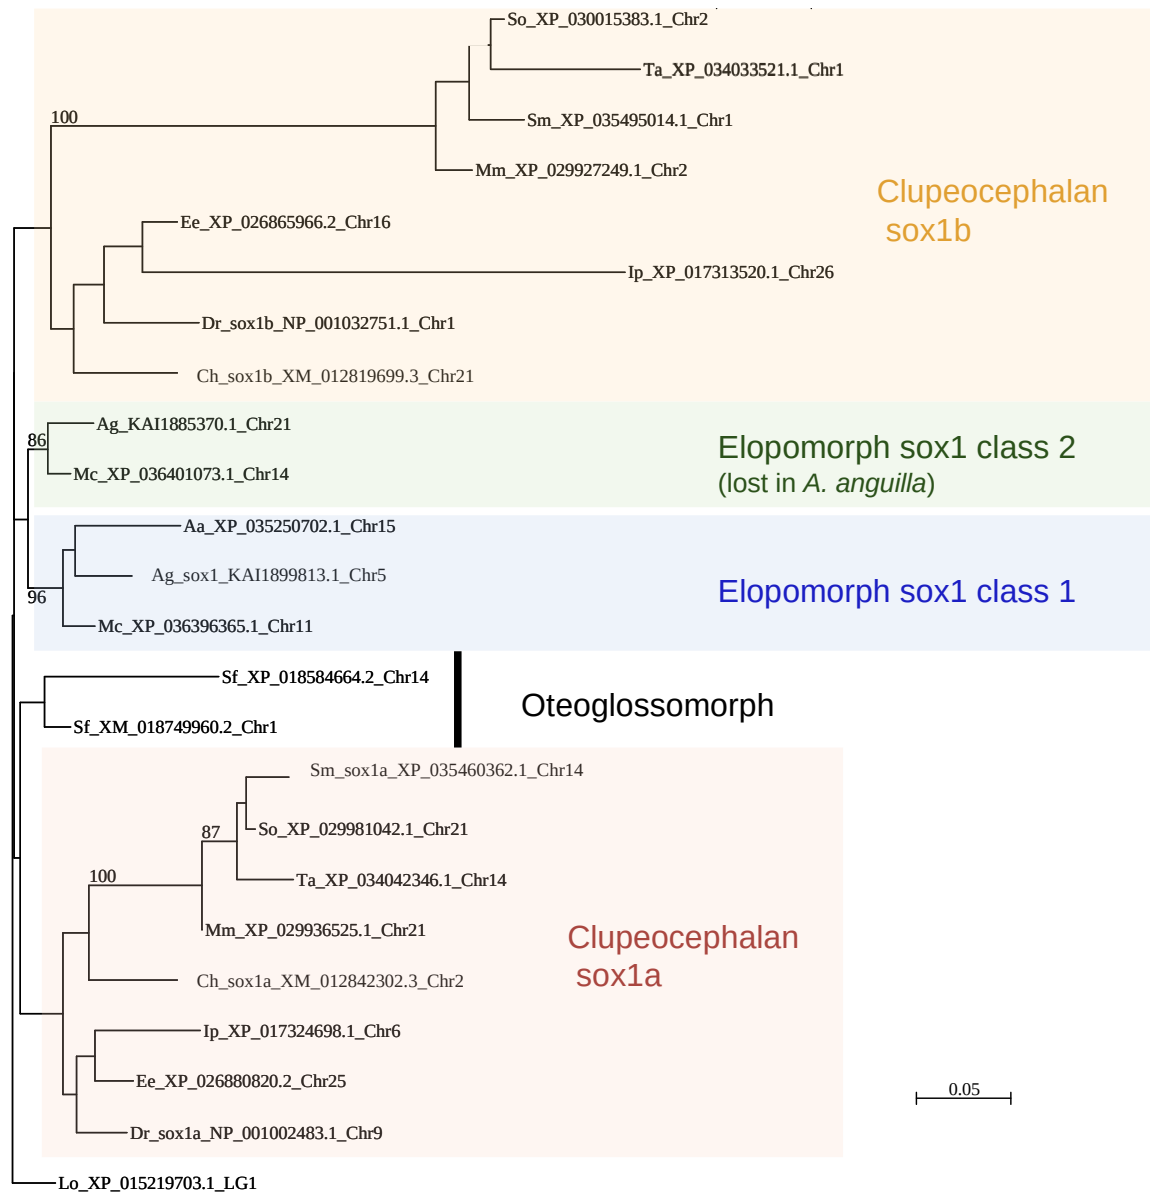 So_XP_030015383.1_Chr2
Ta_XP_034033521.1_Chr1
100
Sm_XP_035495014.1_Chr1
Mm_XP_029927249.1_Chr2
Clupeocephalan
sox1b
Ee_XP_026865966.2_Chr16
Ip_XP_017313520.1_Chr26
Dr_sox1b_NP_001032751.1_Chr1
Ch_sox1b_XM_012819699.3_Chr21
Ag_KAI1885370.1_Chr21
86
Mc_XP_036401073.1_Chr14
Elopomorph sox1 class 2
(lost in A. anguilla)
Aa_XP_035250702.1_Chr15
Ag_sox1_KAI1899813.1_Chr5
96
Elopomorph sox1 class 1
Mc_XP_036396365.1_Chr11
Sf_XP_018584664.2_Chr14
Oteoglossomorph
Sf_XM_018749960.2_Chr1
Sm_sox1a_XP_035460362.1_Chr14
87
So_XP_029981042.1_Chr21
100
Ta_XP_034042346.1_Chr14
Mm_XP_029936525.1_Chr21
Clupeocephalan
sox1a
Ch_sox1a_XM_012842302.3_Chr2
Ip_XP_017324698.1_Chr6
Ee_XP_026880820.2_Chr25
0.05
Dr_sox1a_NP_001002483.1_Chr9
Lo_XP_015219703.1_LG1